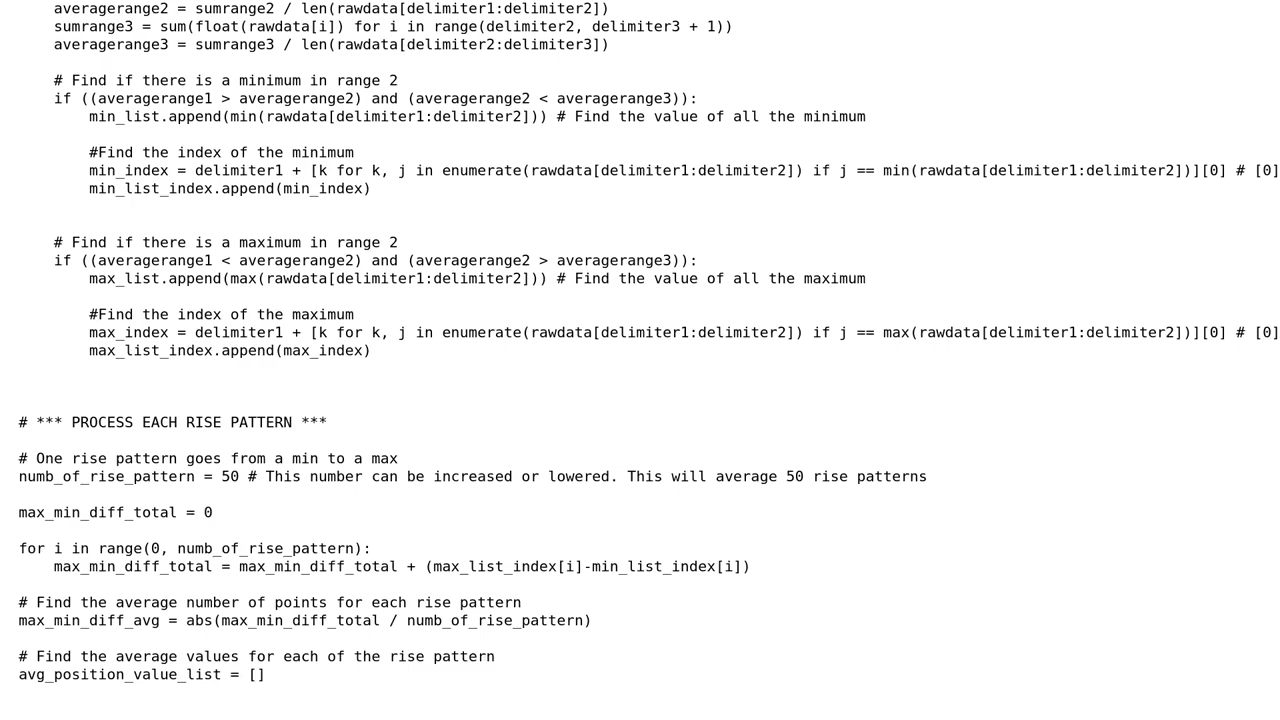 averagerange2 = sumrange2 / len(rawdata[delimiter1:delimiter2])
sumrange3 = sum(float(rawdata[i]) for i in range(delimiter2, delimiter3 + 1))
averagerange3 = sumrange3 / len(rawdata[delimiter2:delimiter3])
# Find if there is a minimum in range 2
if ((averagerange1 > averagerange2) and (averagerange2 < averagerange3)):
min_list.append(min(rawdata[delimiter1:delimiter2])) # Find the value of all the minimum
#Find the index of the minimum
min_index = delimiter1 + [k for k, j in enumerate(rawdata[delimiter1:delimiter2]) if j == min(rawdata[delimiter1:delimiter2])][0] # [0]
min_list_index.append(min_index)
# Find if there is a maximum in range 2
if ((averagerange1 < averagerange2) and (averagerange2 > averagerange3)):
max_list.append(max(rawdata[delimiter1:delimiter2])) # Find the value of all the maximum
#Find the index of the maximum
max_index = delimiter1 + [k for k, j in enumerate(rawdata[delimiter1:delimiter2]) if j == max(rawdata[delimiter1:delimiter2])][0] # [0]
max_list_index.append(max_index)
# *** PROCESS EACH RISE PATTERN ***
# One rise pattern goes from a min to a max
numb_of_rise_pattern = 50 # This number can be increased or lowered. This will average 50 rise patterns
max_min_diff_total = 0
for i in range(0, numb_of_rise_pattern):
max_min_diff_total = max_min_diff_total + (max_list_index[i]-min_list_index[i])
# Find the average number of points for each rise pattern
max_min_diff_avg = abs(max_min_diff_total / numb_of_rise_pattern)
# Find the average values for each of the rise pattern
avg_position_value_list = []